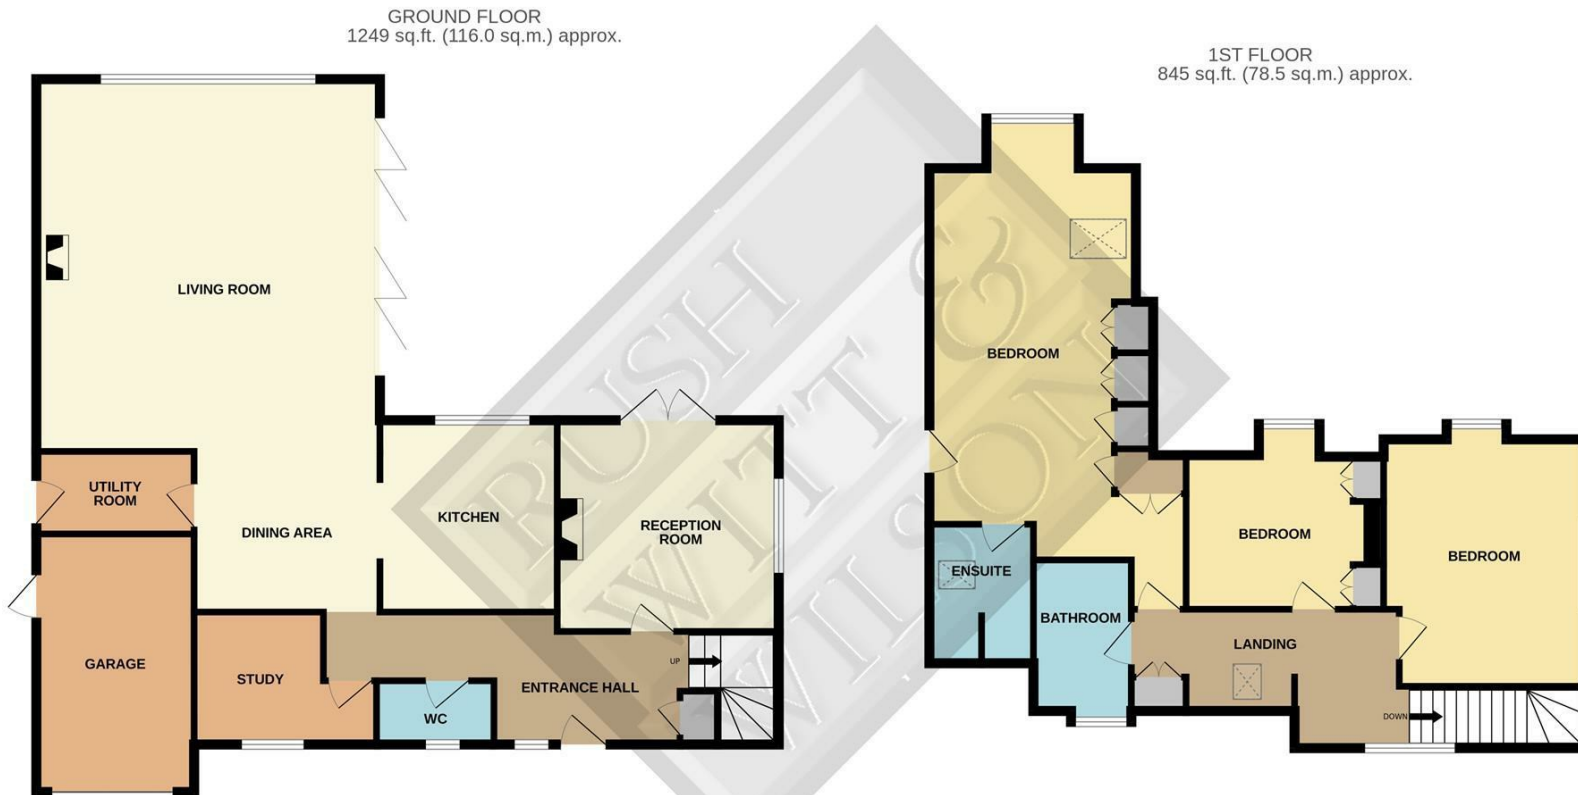 GROUND FLOOR
1249 sq.ft. (116.0 sq.m.) approx.
1ST FLOOR
845 sq.ft. (78.5 sq.m.) approx.
LIVING ROOM
UTILITY
ROOM
DINING AREA
KITCHEN
RECEPTION
ROOM
GARAGE
STUDY
WC
ENTRANCE HALL
UP
BEDROOM
ENSUITE
BATHROOM
BEDROOM
BEDROOM
LANDING
DOWN
RUSH
WITT &
WILSON